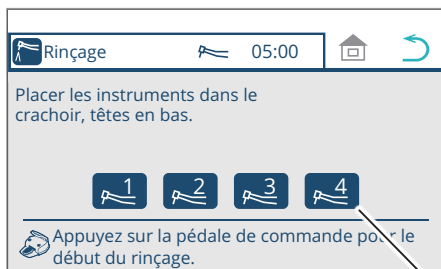 Rinçage 05:00
Placer les instruments dans le
crachoir, têtes en bas.
1 2 3 4
Appuyez sur la pédale de commande pour le
début du rinçage.